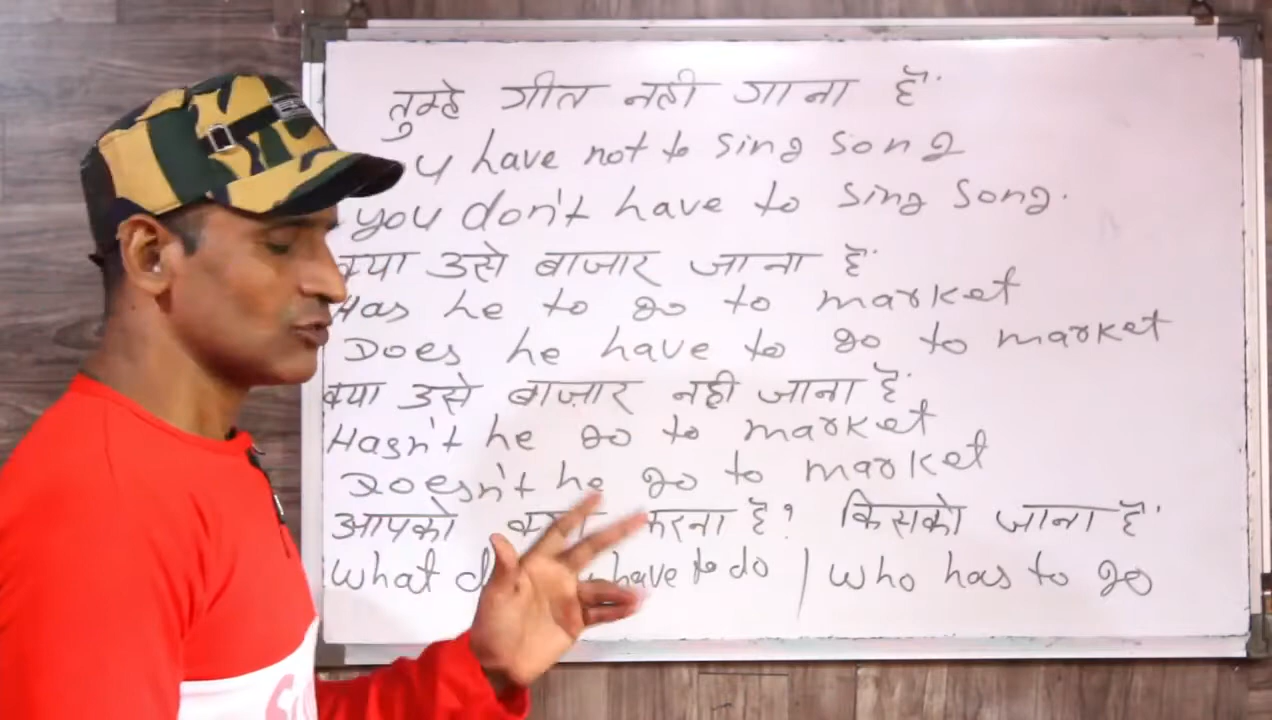 तुम्हे गीत नही गाना हैं
u have not to sing song
you don't have to sing song.
क्या उसे बाजार जाना हैं
Has he to go to market
Does he have to go to market
क्या उसे बाज़ार नही जाना हैं
Hasn't he go to market
Doesn't he go to market
आपको करना है? किसको जाना हैं
What have to do | who has to go